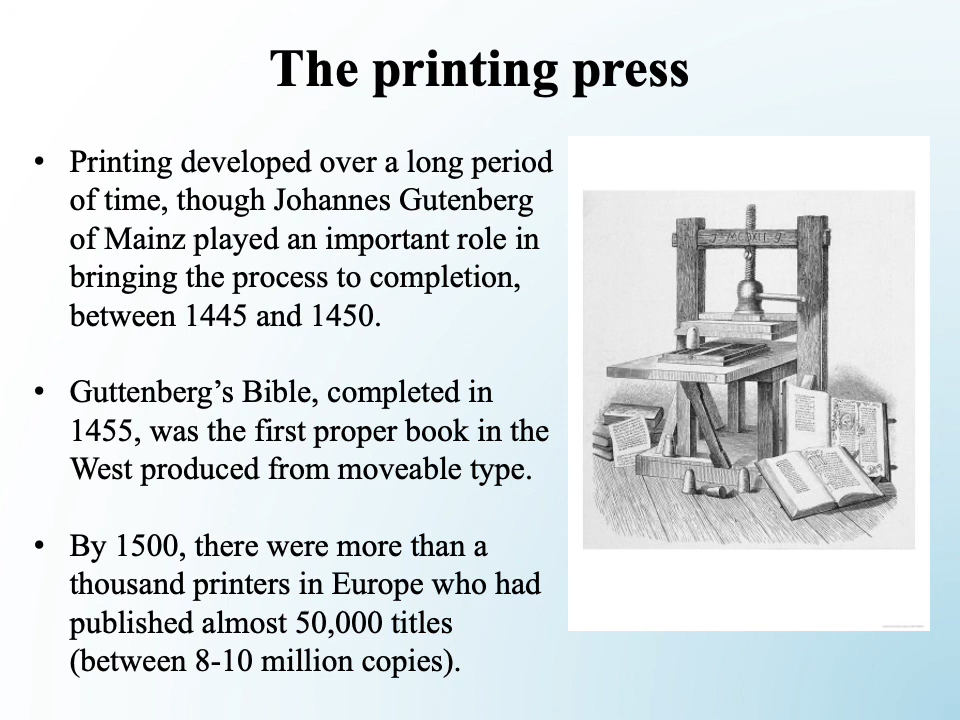 The printing press
• Printing developed over a long period
of time, though Johannes Gutenberg
of Mainz played an important role in
bringing the process to completion,
between 1445 and 1450.
• Guttenberg’s Bible, completed in
1455, was the first proper book in the
West produced from moveable type.
• By 1500, there were more than a
thousand printers in Europe who had
published almost 50,000 titles
(between 8-10 million copies).